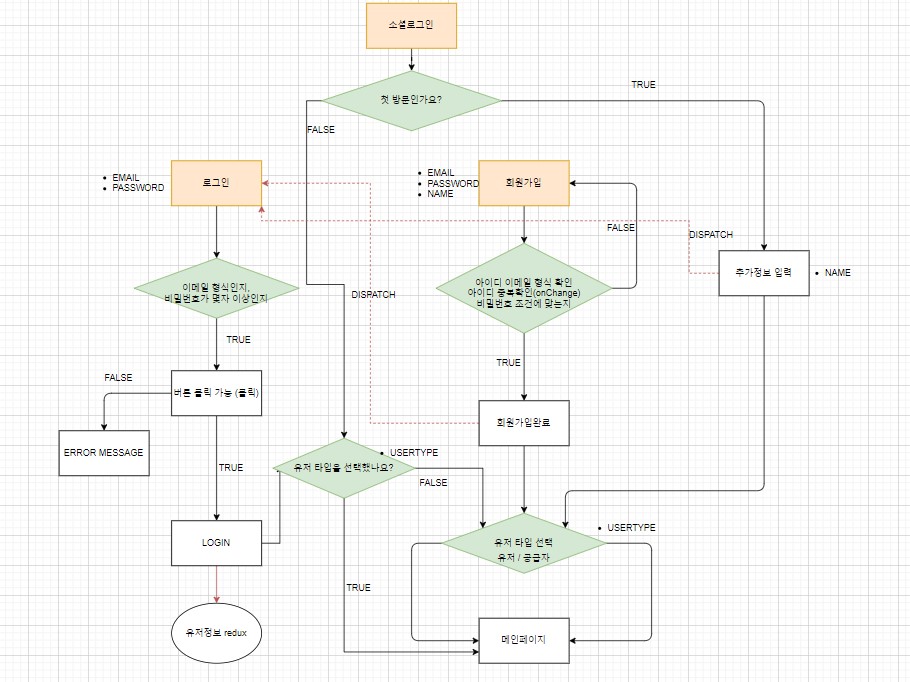 소셜로그인
첫 방문인가요?
TRUE
FALSE
EMAIL
PASSWORD
로그인
EMAIL
PASSWORD
NAME
회원가입
FALSE
DISPATCH
추가정보 입력
NAME
이메일 형식인지,
비밀번호가 몇자 이상인지
DISPATCH
아이디 이메일 형식 확인
아이디 중복확인(onChange)
비밀번호 조건에 맞는지
TRUE
TRUE
FALSE
버튼 클릭 가능 (클릭)
회원가입완료
ERROR MESSAGE
TRUE
유저 타입을 선택했나요?
USERTYPE
FALSE
LOGIN
USERTYPE
유저 타입 선택
유저 / 공급자
TRUE
유저정보 redux
메인페이지